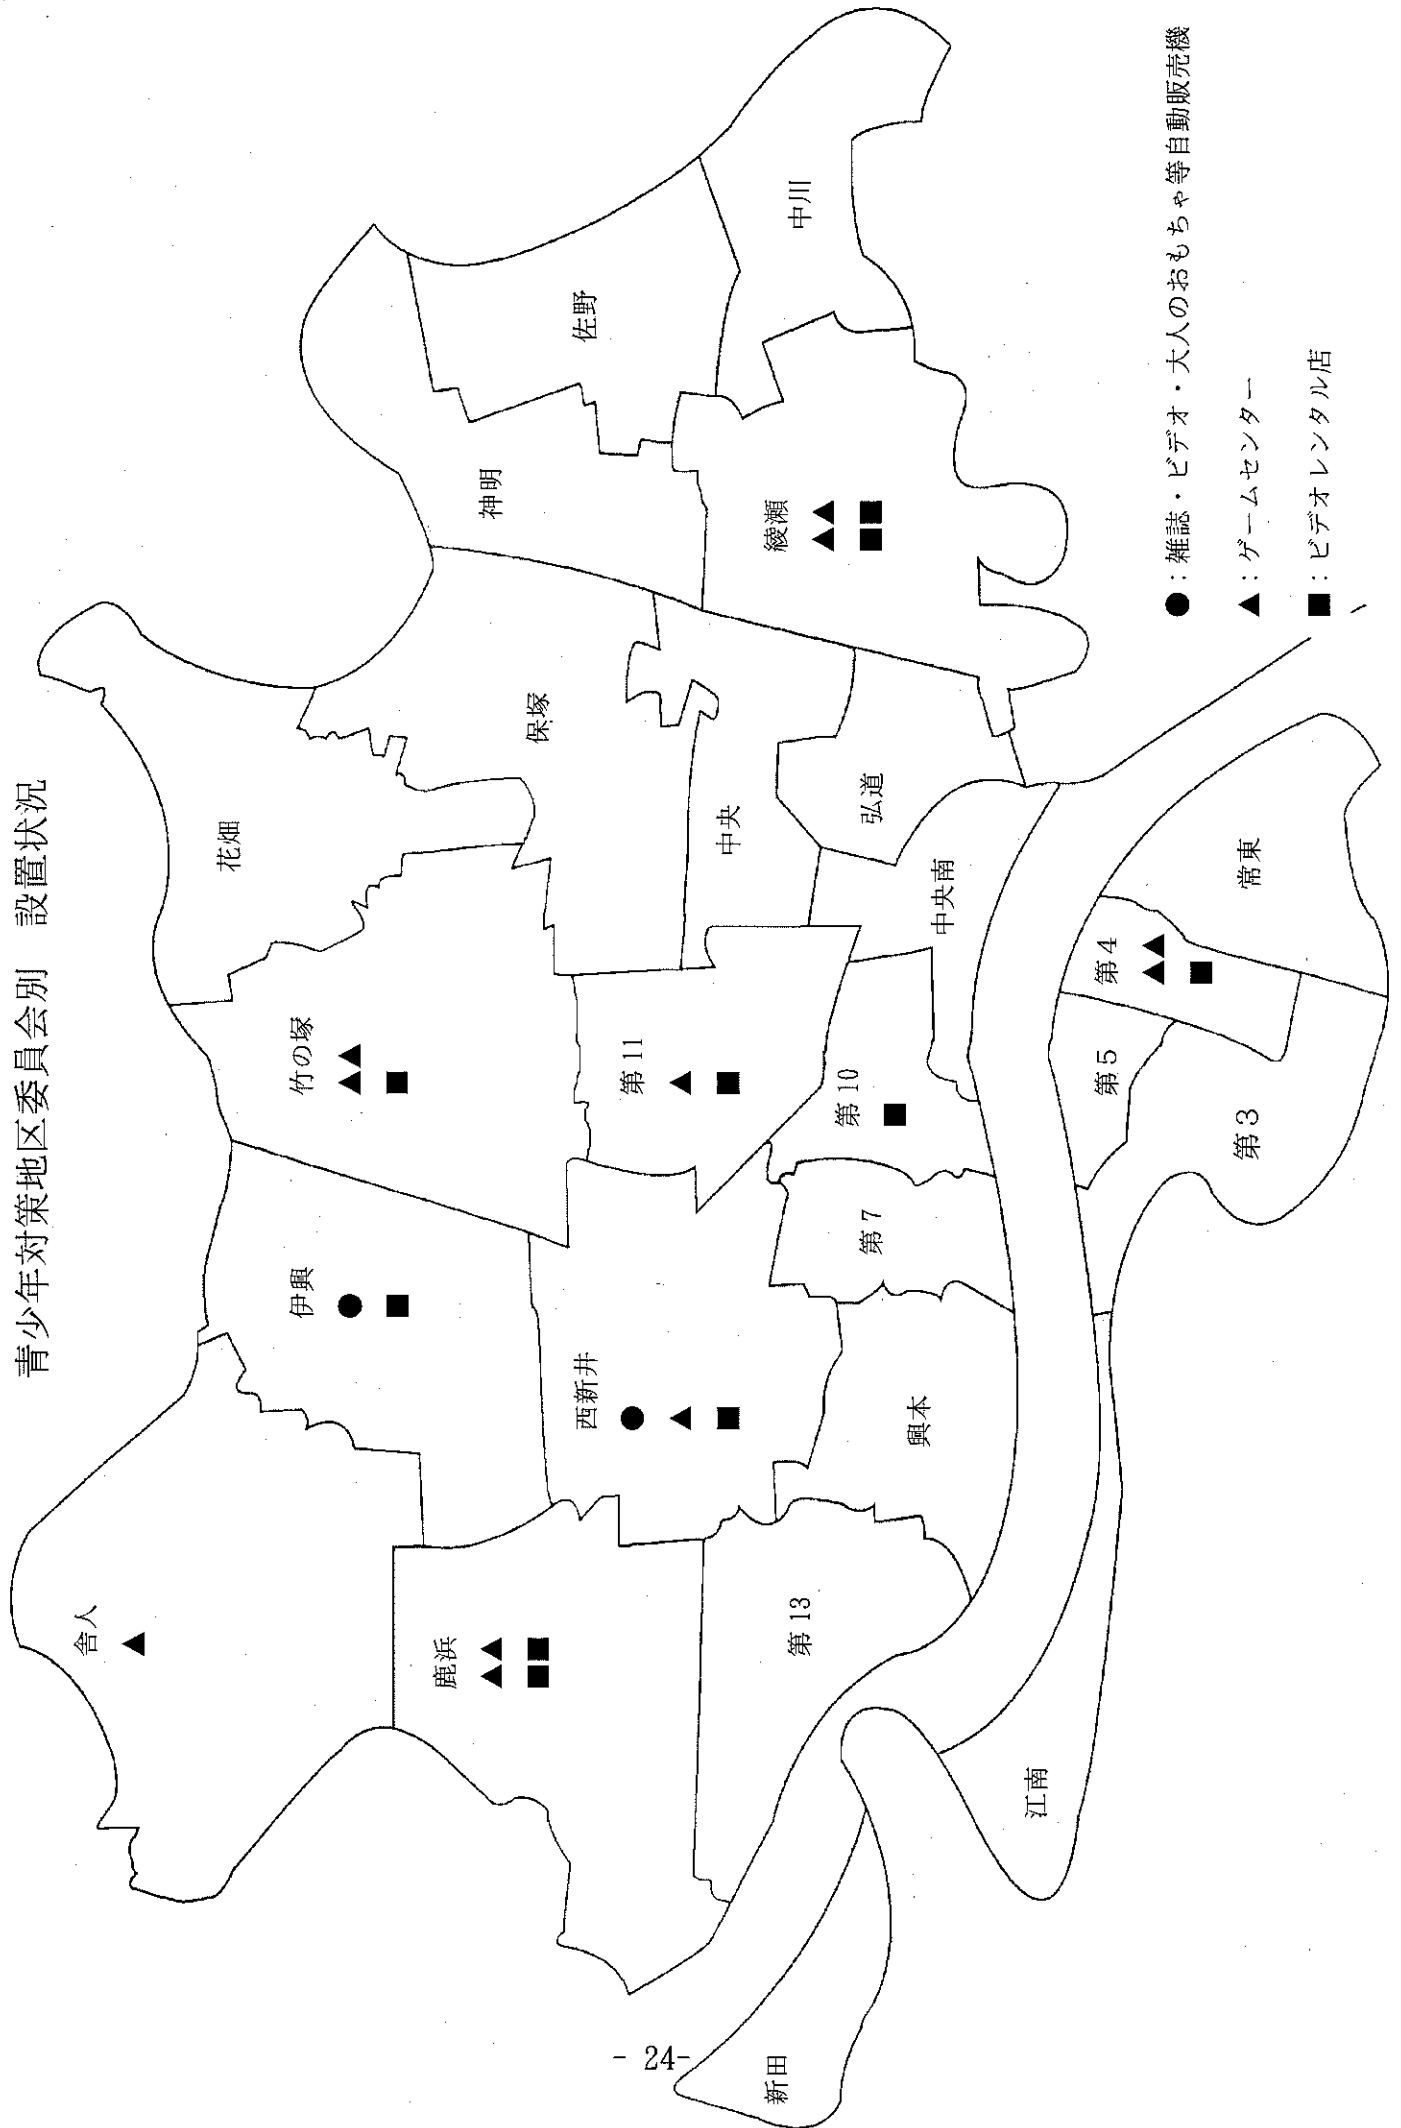 青少年対策地区委員会別 設置状況
舎人
▲
花畑
伊興
●
■
竹の塚
▲▲
■
鹿浜
▲▲
■■
神明
保塚
佐野
西新井
●
▲
■
第11
▲
■
中央
綾瀬
▲▲
■■
中川
第13
第7
第10
■
弘道
興本
中央南
新田
江南
第5
第4
▲▲
■
第3
常東
●:雑誌・ビデオ・大人のおもちゃ等自動販売機
▲:ゲームセンター
■:ビデオレンタル店
- 24-